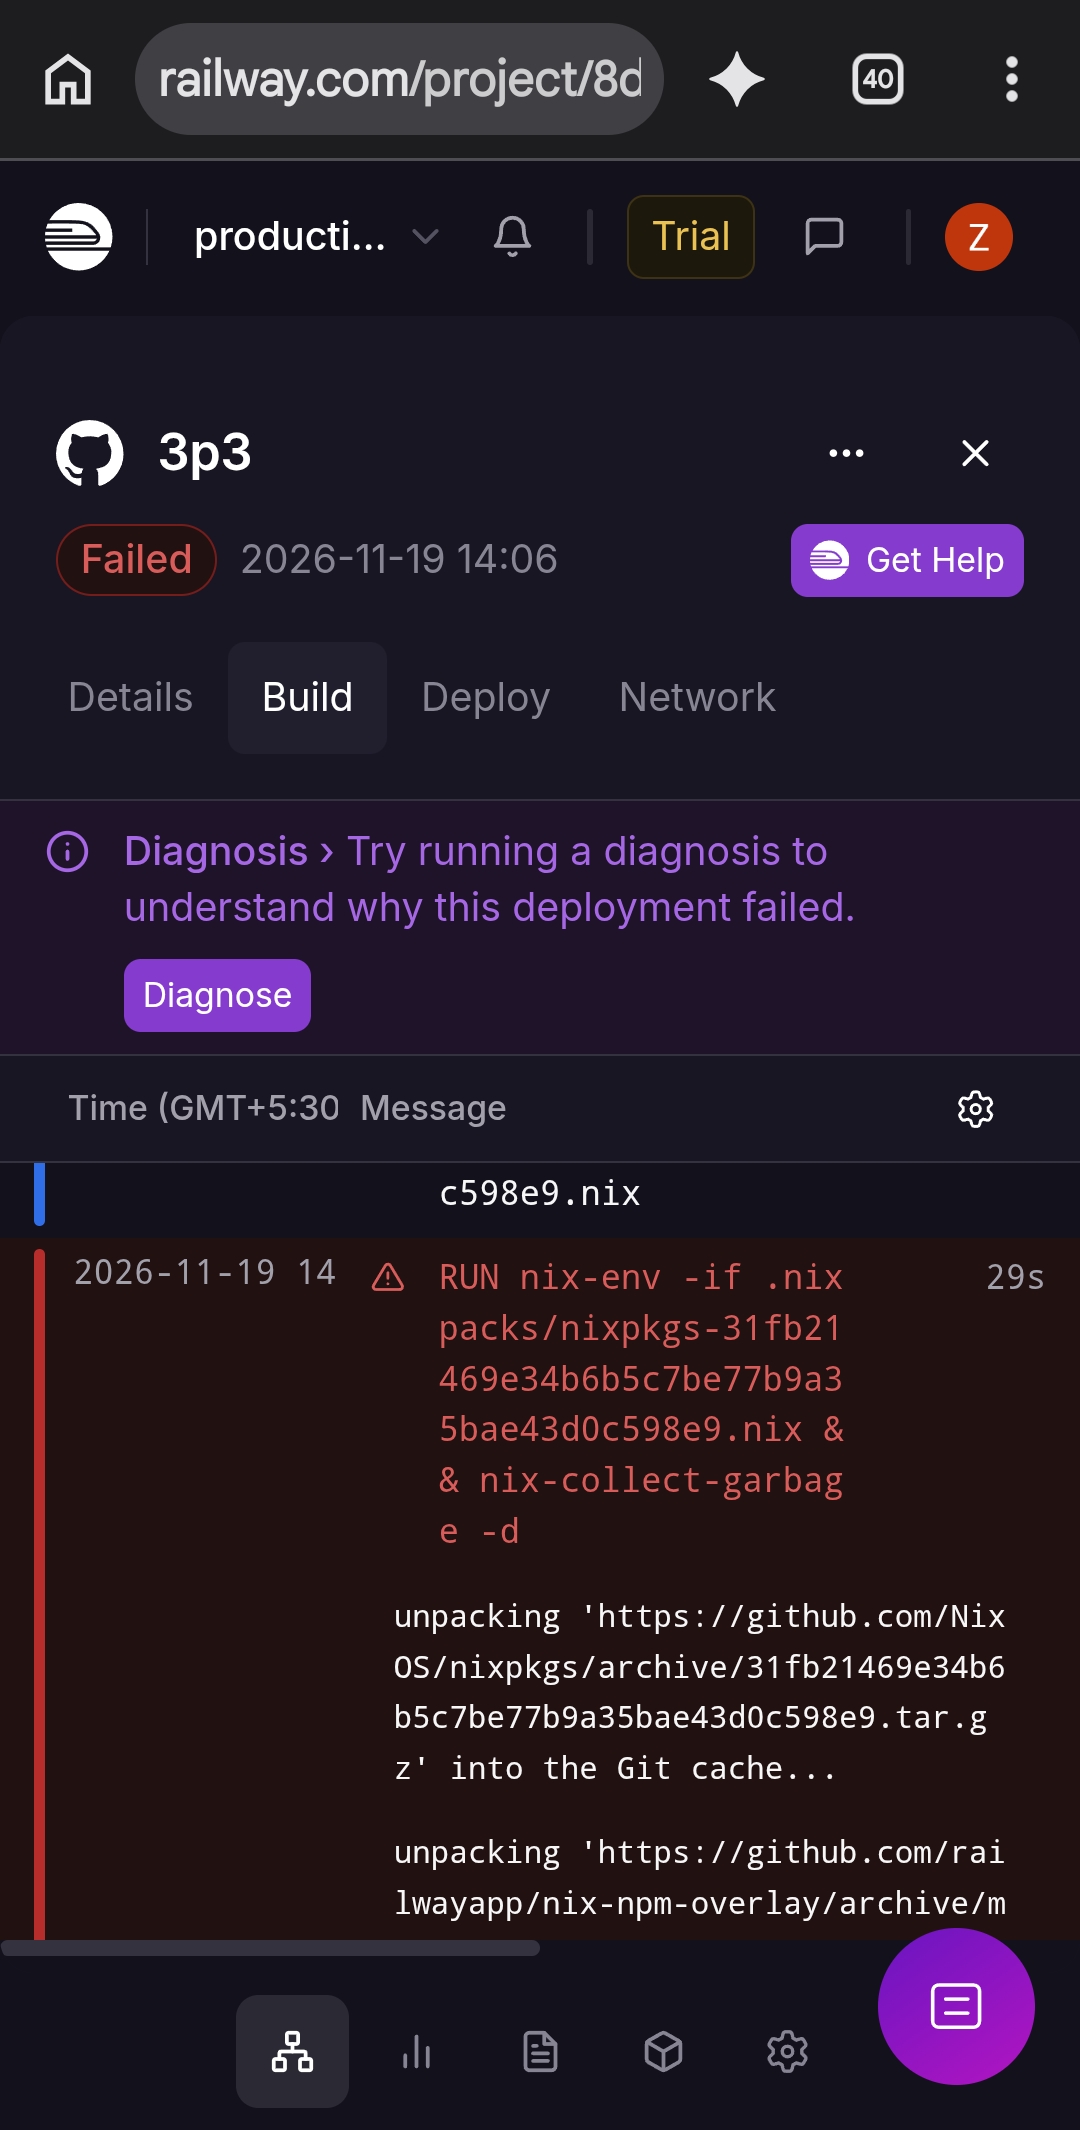 railway.com/project/8d
40
producti...
Trial
Z
3p3
Failed 2026-11-19 14:06
Get Help
Details Build Deploy Network
Diagnosis › Try running a diagnosis to
understand why this deployment failed.
Diagnose
Time (GMT+5:30 Message
c598e9.nix
2026-11-19 14 RUN nix-env -if .nix 29s
packs/nixpkgs-31fb21
469e34b6b5c7be77b9a3
5bae43d0c598e9.nix &
& nix-collect-garbag
e -d
unpacking 'https://github.com/Nix
OS/nixpkgs/archive/31fb21469e34b6
b5c7be77b9a35bae43d0c598e9.tar.g
z' into the Git cache...
unpacking 'https://github.com/rai
lwayapp/nix-npm-overlay/archive/m